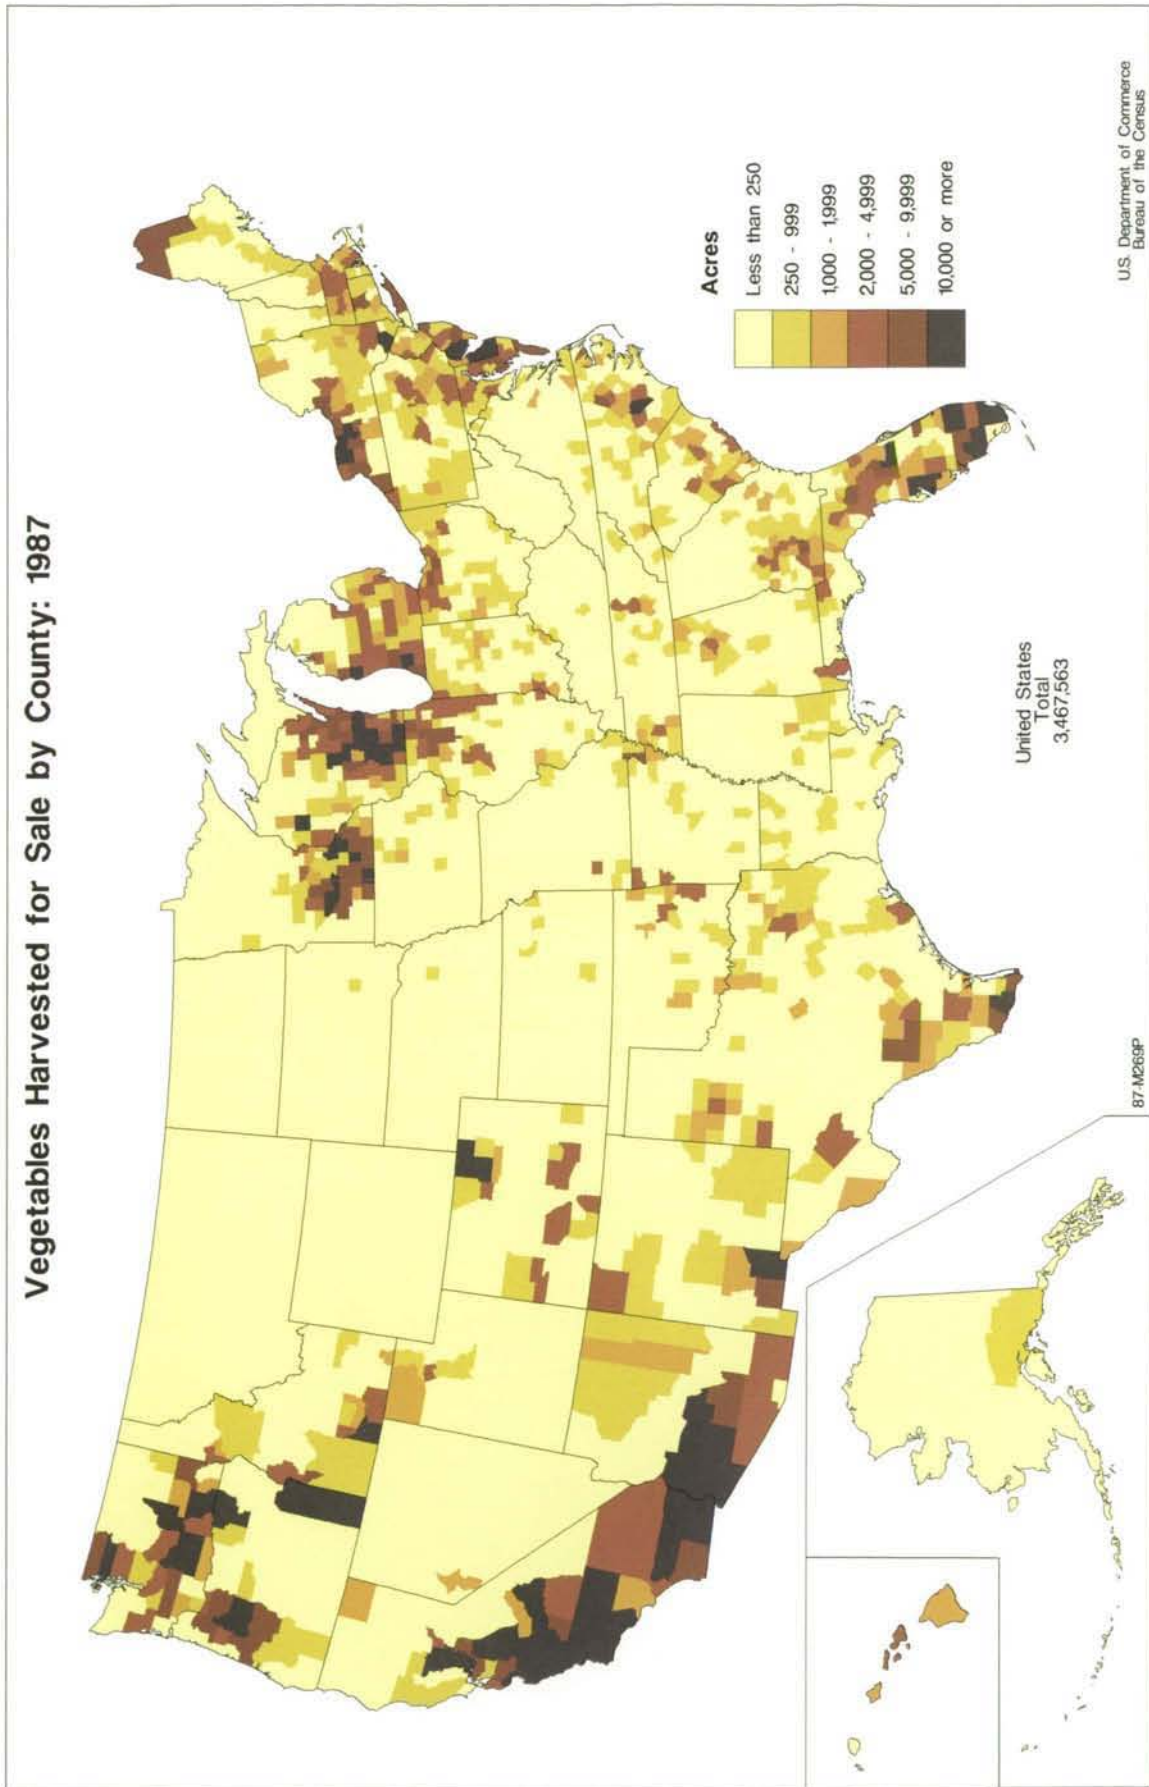 Vegetables Harvested for Sale by County: 1987
Acres
Less than 250
250 - 999
1,000 - 1,999
2,000 - 4,999
5,000 - 9,999
10,000 or more
United States
Total
3,467,563
87-M269P
U.S. Department of Commerce
Bureau of the Census